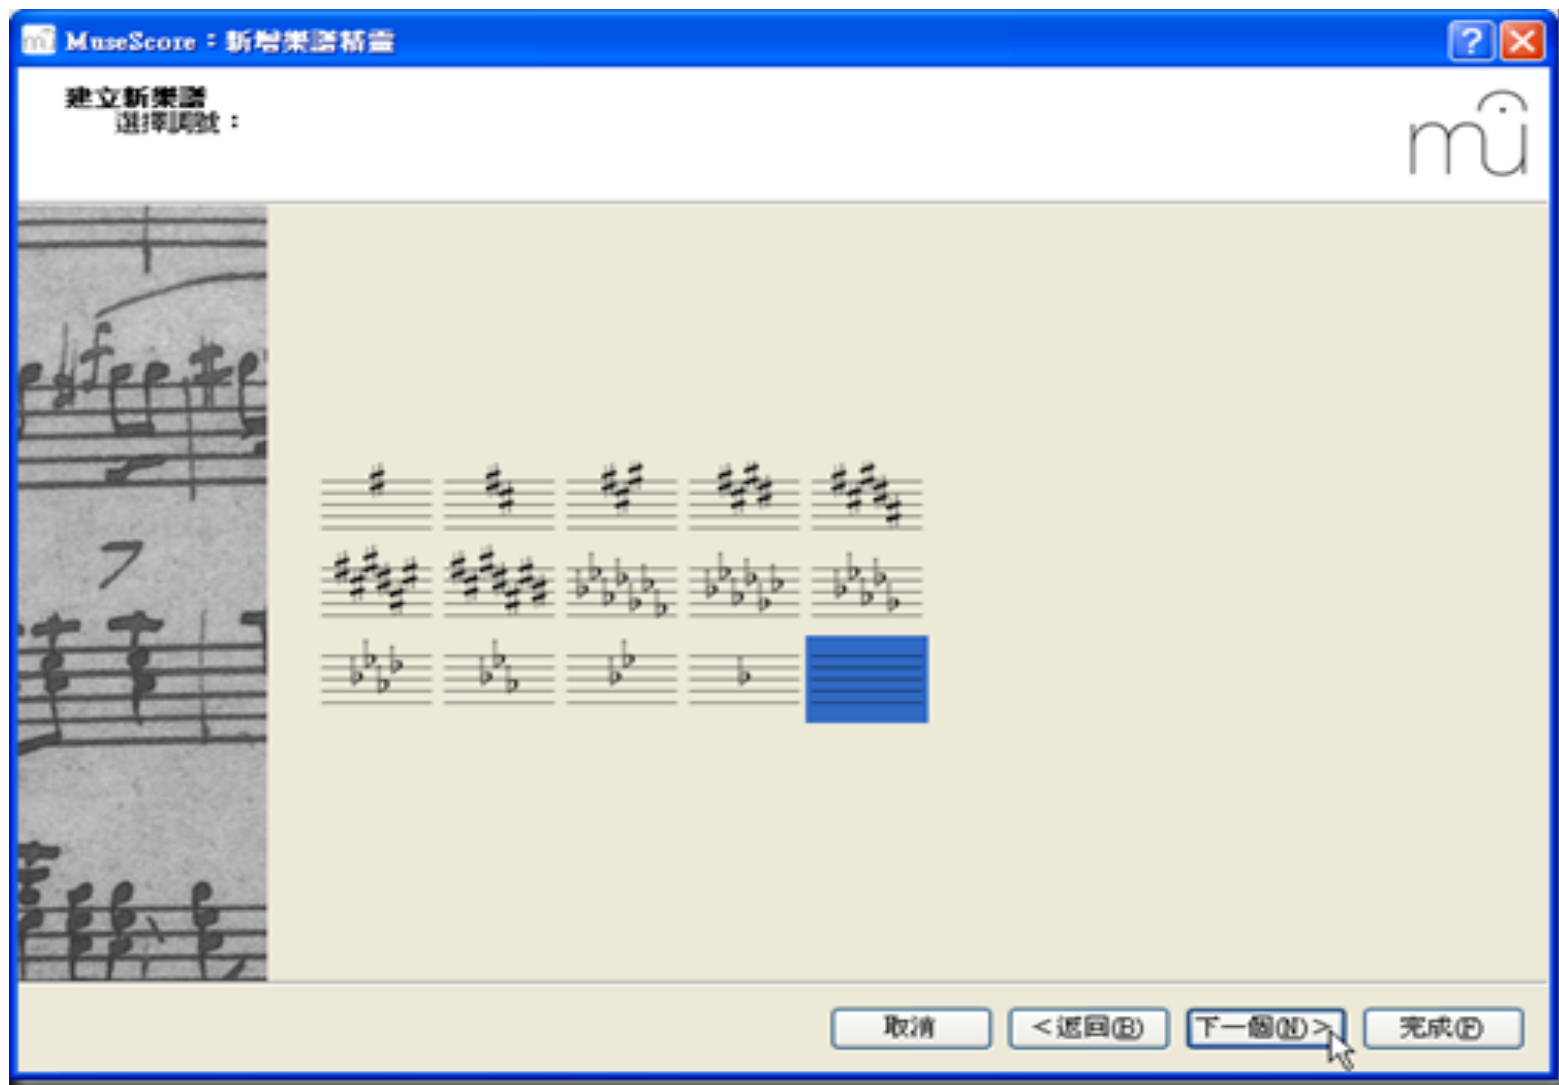 MuseScore：新增樂譜精靈
建立新樂譜
選擇調號：
7
取消
<返回(B)
下一個(N)>
完成(F)